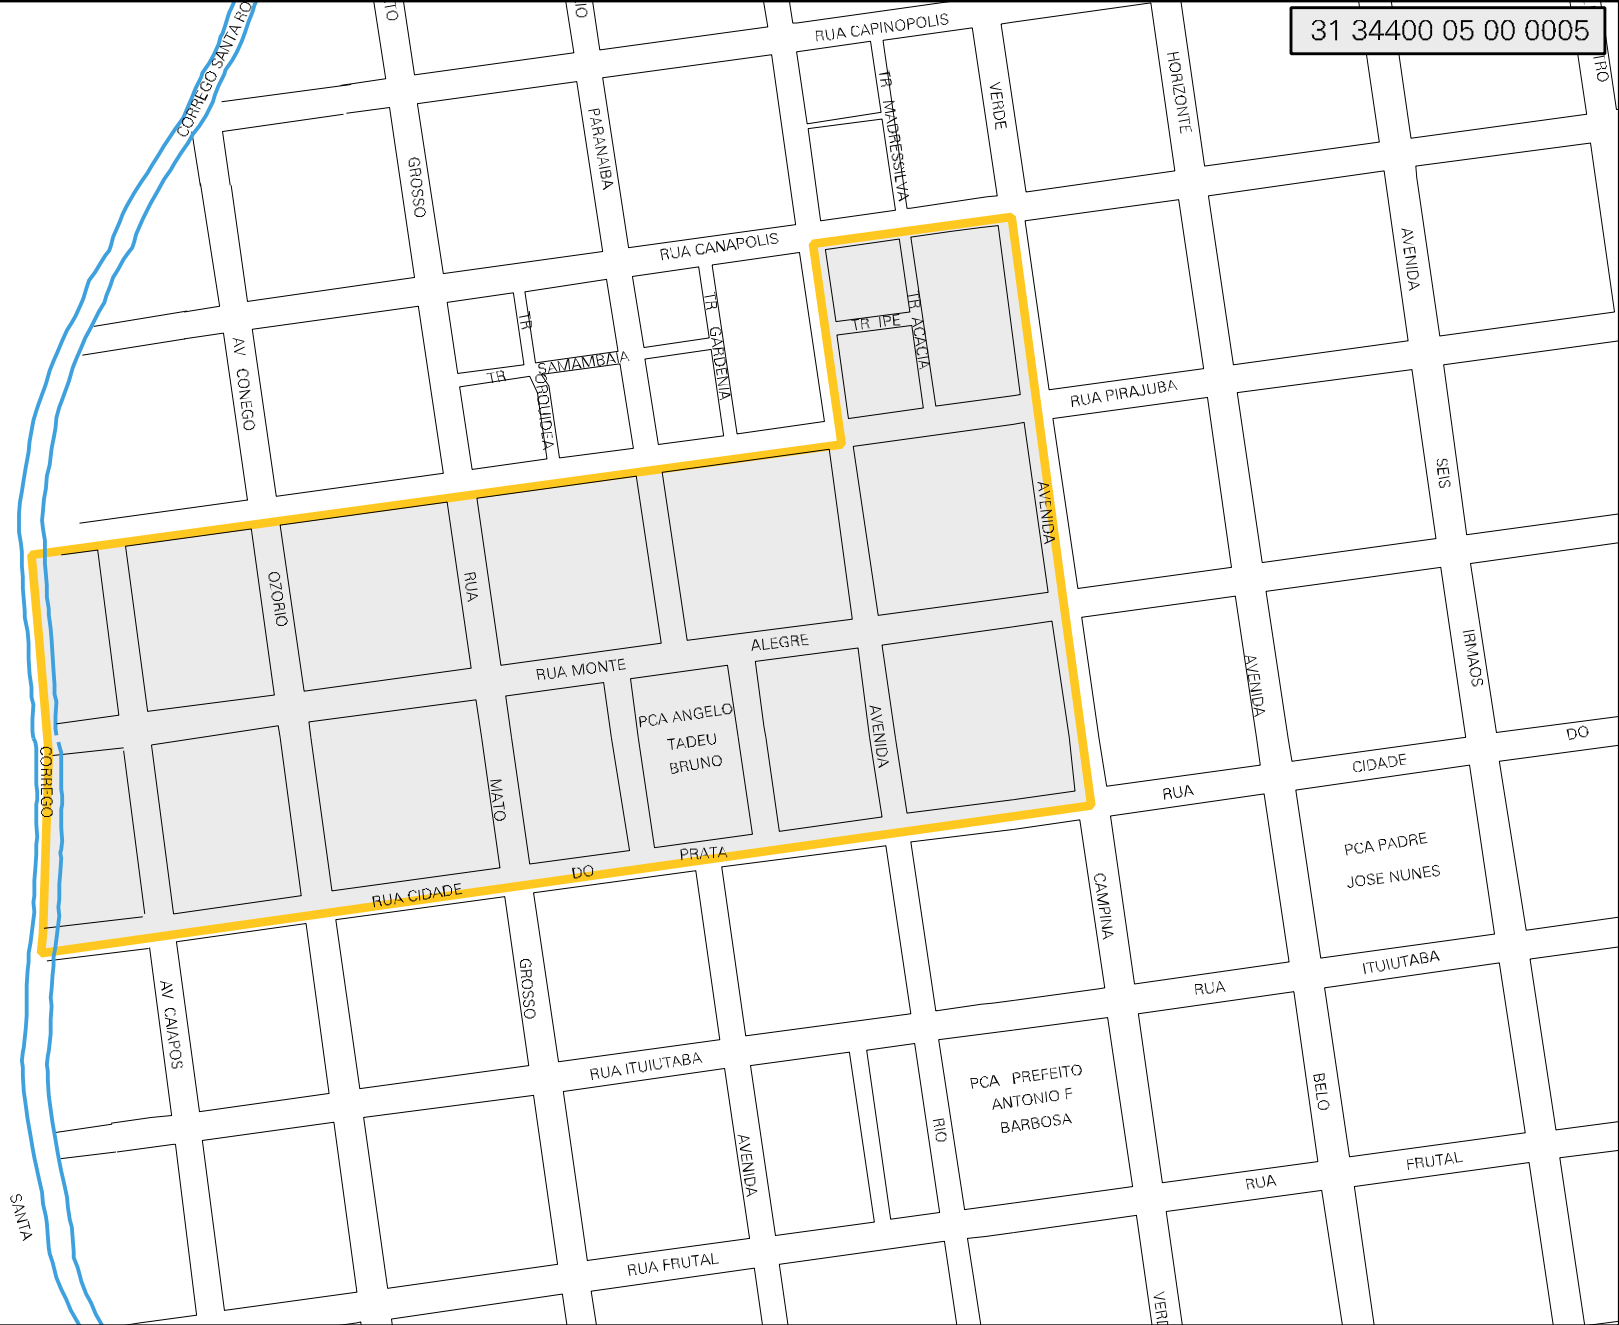 31 34400 05 00 0005
CORREGO SANTA RO
TO
IO
RUA CAPINOPOLIS
TR MADRESSILVA
VERDE
HORIZONTE
IRO
GROSSO
PARANAIBA
RUA CANAPOLIS
AVENIDA
AV CONEGO
TR
SAMAMBAIA
TR
ORQUIDEA
TR GARDENIA
TR IPE
TR ACACIA
RUA PIRAJUBA
SEIS
AVENIDA
OZORIO
RUA
RUA MONTE
ALEGRE
IRMAOS
AVENIDA
PCA ANGELO
TADEU
BRUNO
AVENIDA
MATO
CORREGO
DO
CIDADE
RUA
PRATA
DO
RUA CIDADE
PCA PADRE
JOSE NUNES
CAMPINA
GROSSO
AV CAIAPOS
ITUIUTABA
RUA
RUA ITUIUTABA
PCA PREFEITO
ANTONIO F
BARBOSA
BELO
RIO
AVENIDA
FRUTAL
RUA
SANTA
RUA FRUTAL
VERD